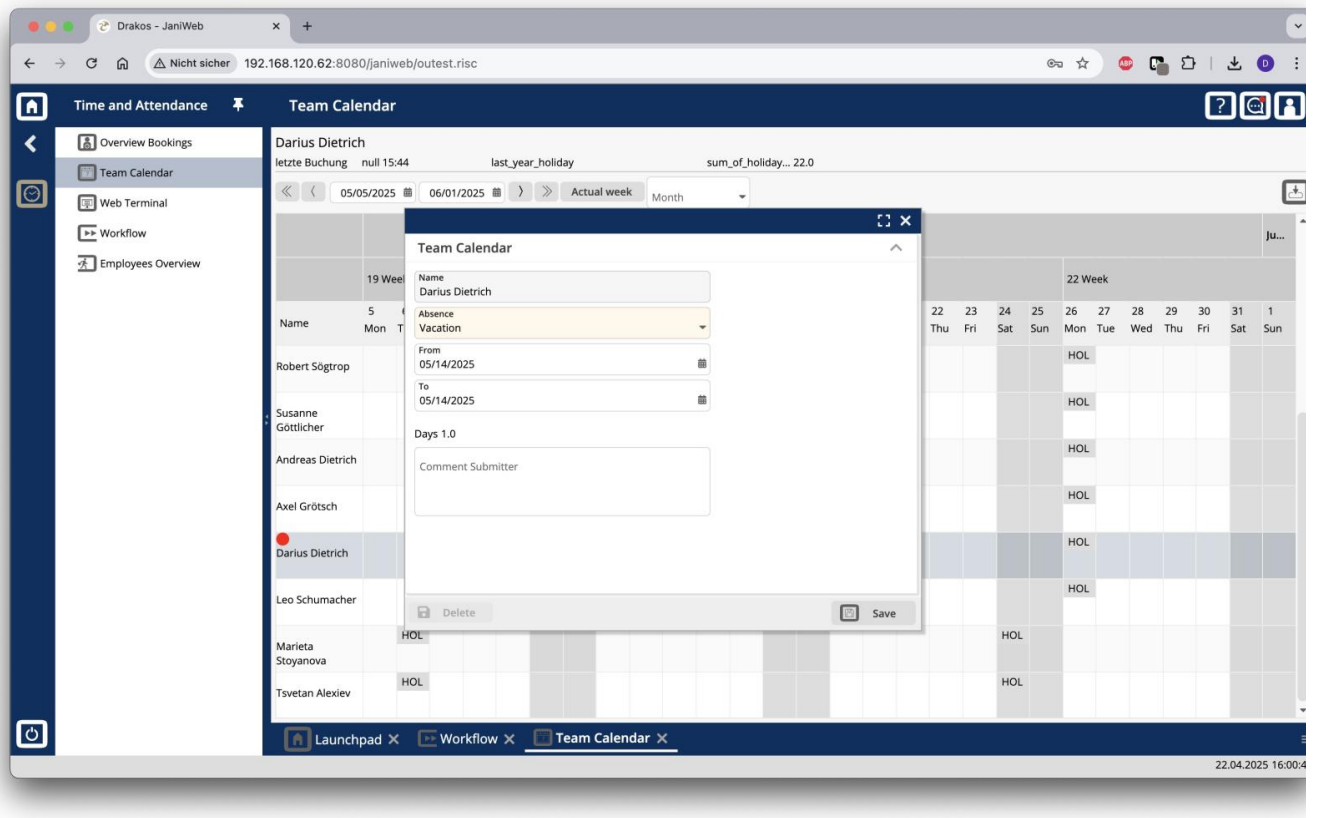 Drakos - JaniWeb
Nicht sicher 192.168.120.62:8080/janiweb/outest.risc
ABP
D
Time and Attendance
Team Calendar
?
Overview Bookings
Team Calendar
Web Terminal
Workflow
Employees Overview
Darius Dietrich
letzte Buchung null 15:44 last_year_holiday sum_of_holiday... 22.0
05/05/2025 06/01/2025 Actual week Month
Ju...
19 Week
22 Week
Name
5 22 23 24 25 26 27 28 29 30 31 1
Mon T Thu Fri Sat Sun Mon Tue Wed Thu Fri Sat Sun
Robert Sögtrop HOL
Susanne
Göttlicher
HOL
Andreas Dietrich HOL
Axel Grötsch HOL
Darius Dietrich HOL
Leo Schumacher HOL
Marieta
Stoyanova
HOL HOL
Tsvetan Alexiev HOL HOL
Team Calendar
Name
Darius Dietrich
Absence
Vacation
From
05/14/2025
To
05/14/2025
Days 1.0
Comment Submitter
Delete
Save
Launchpad Workflow Team Calendar
22.04.2025 16:00:4